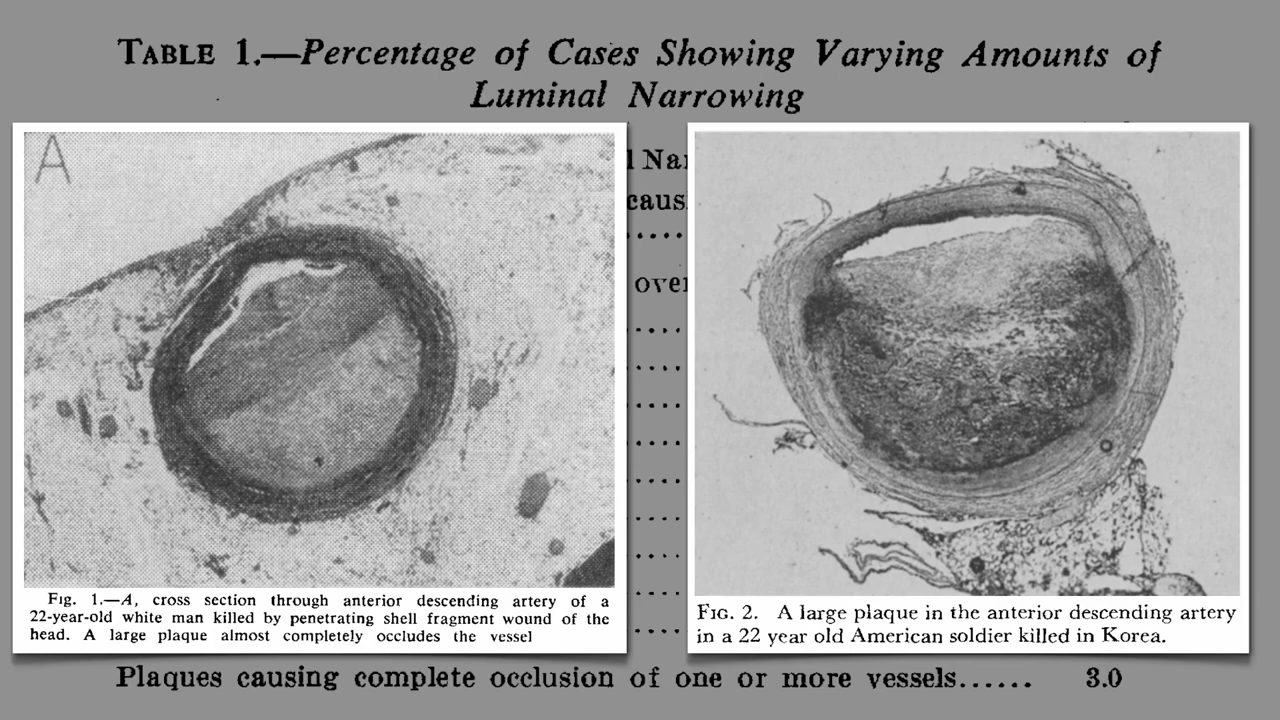 TABLE 1.—Percentage of Cases Showing Varying Amounts of
Luminal Narrowing
A
Fig. 1.—A, cross section through anterior descending artery of a
22-year-old white man killed by penetrating shell fragment wound of the
head. A large plaque almost completely occludes the vessel
FIG. 2. A large plaque in the anterior descending artery
in a 22 year old American soldier killed in Korea.
Plaques causing complete occlusion of one or more vessels...... 3.0